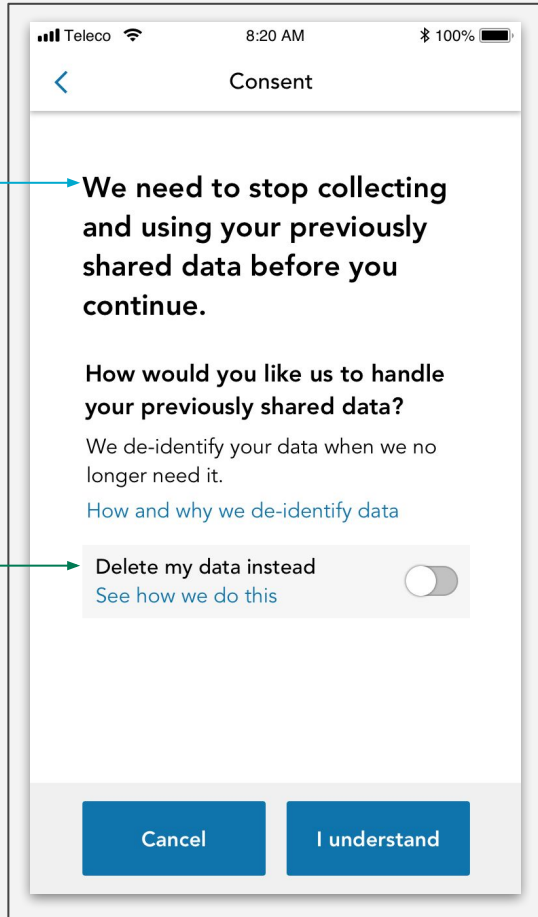 Teleco 8:20 AM 100%
Consent
We need to stop collecting
and using your previously
shared data before you
continue.
How would you like us to handle
your previously shared data?
We de-identify your data when we no
longer need it.
How and why we de-identify data
Delete my data instead
See how we do this
Cancel I understand